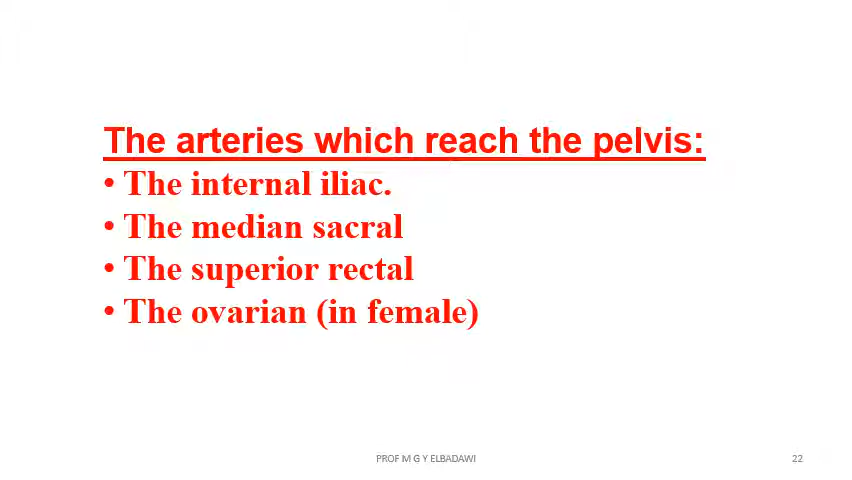 The arteries which reach the pelvis:
• The internal iliac.
• The median sacral
• The superior rectal
• The ovarian (in female)
PROF M G Y ELBADAWI
22